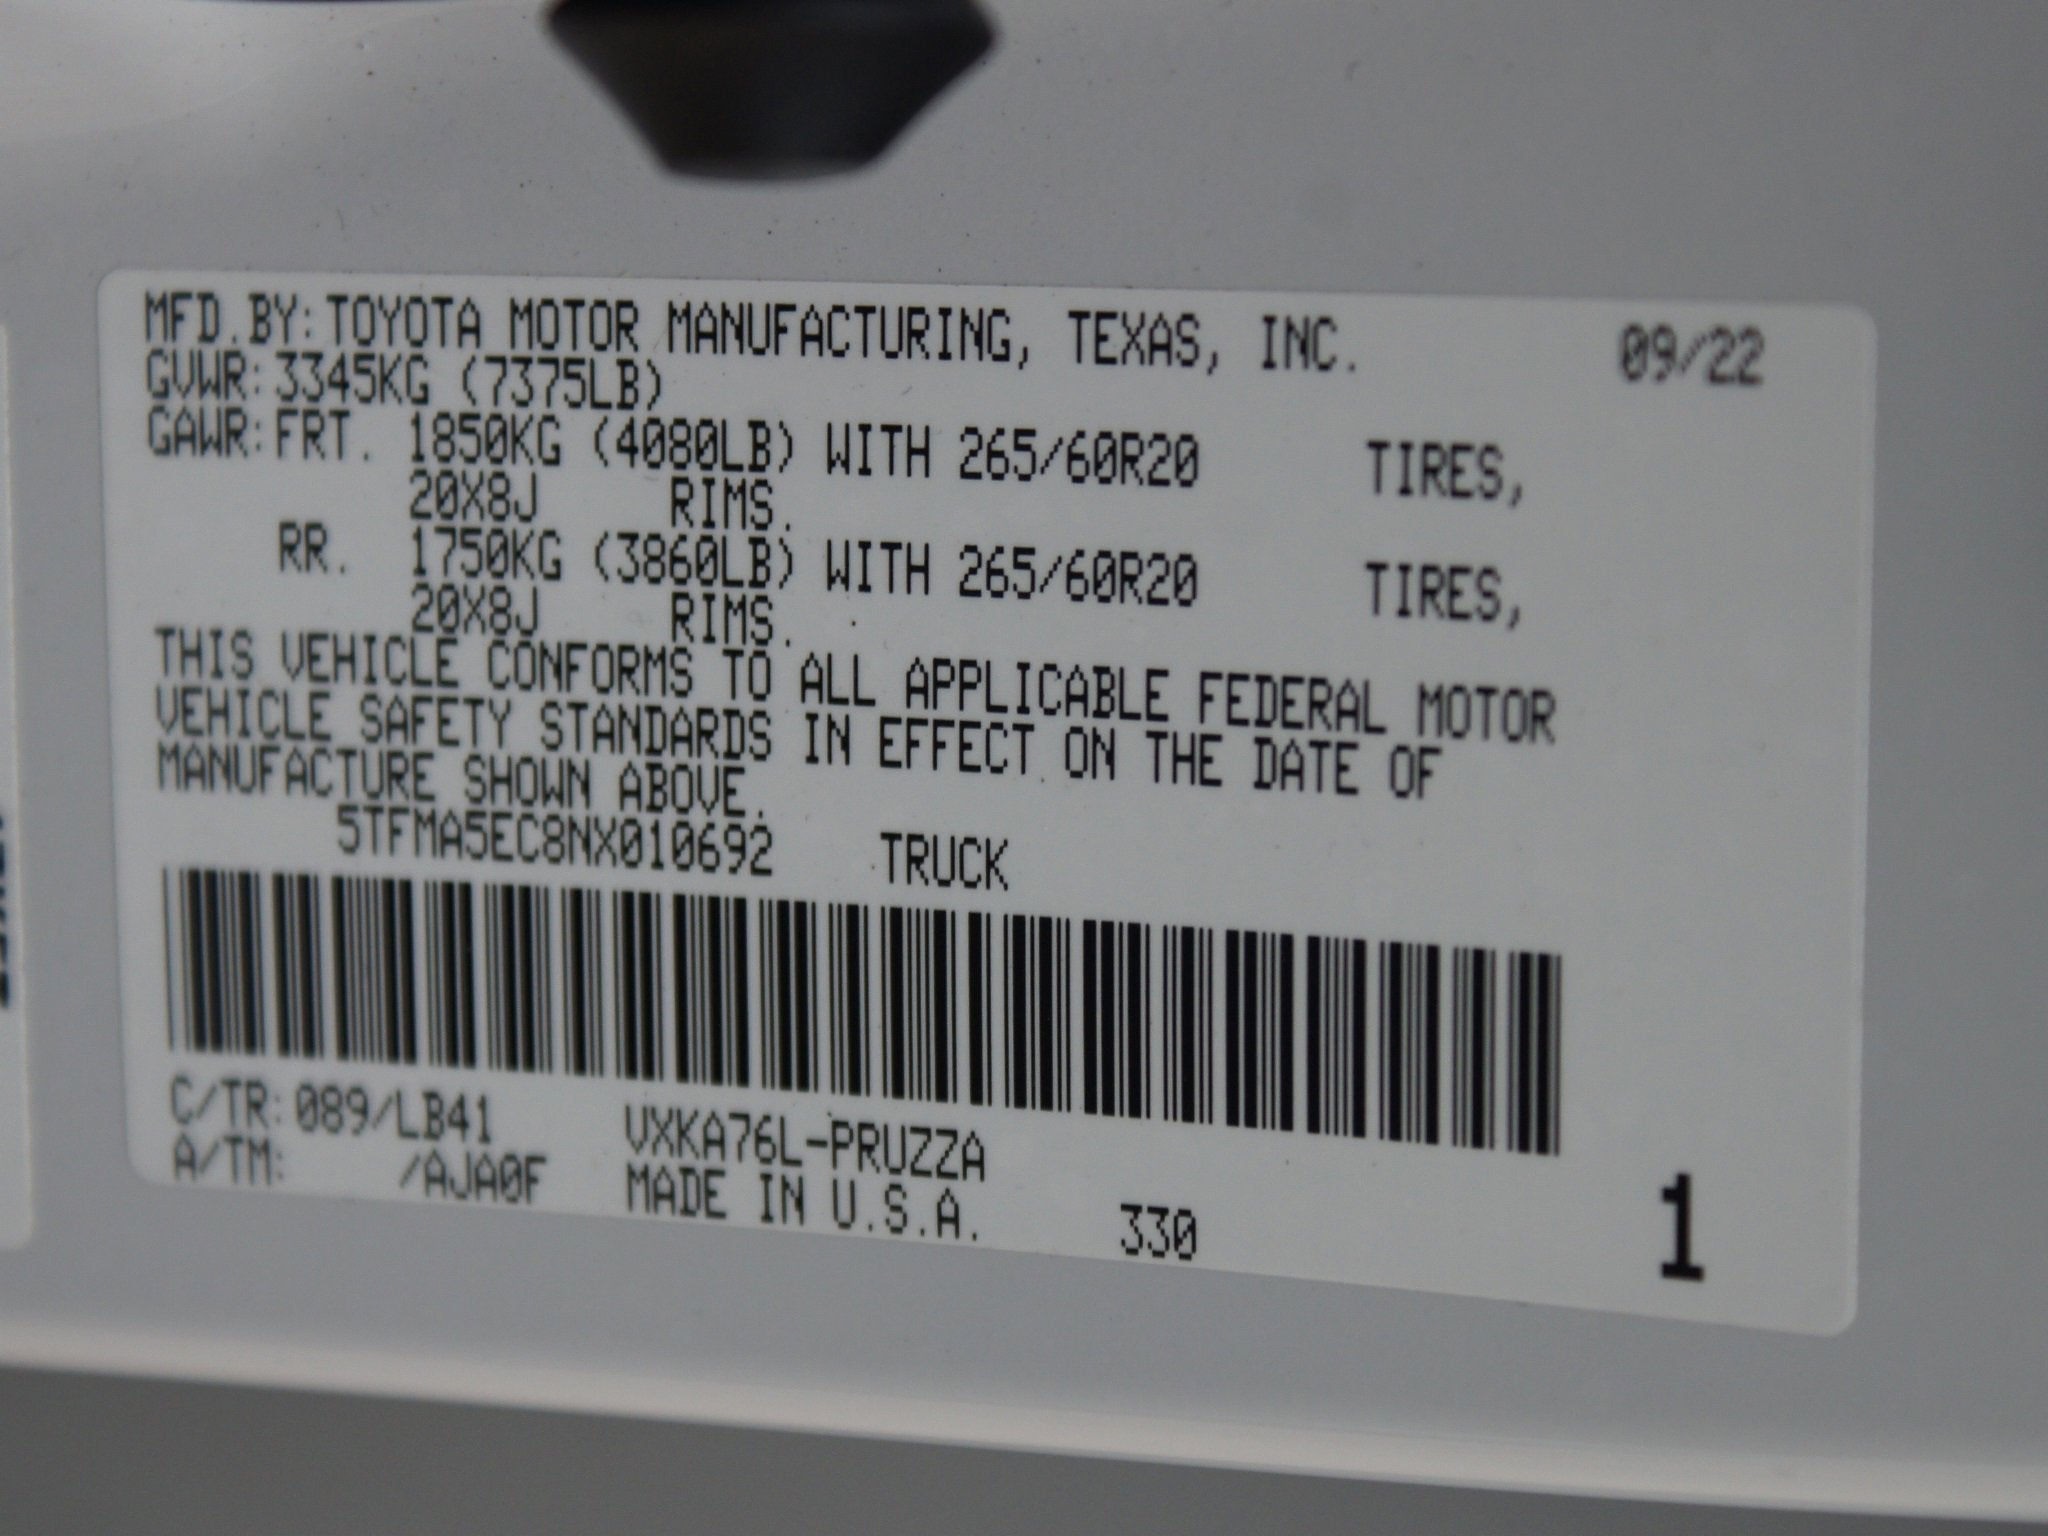 MFD.BY:TOYOTA MOTOR MANUFACTURING, TEXAS, INC. 09/22
GVWR:3345KG (7375LB)
GAWR:FRT. 1850KG (4080LB) WITH 265/60R20 TIRES,
20X8J RIMS.
RR. 1750KG (3860LB) WITH 265/60R20 TIRES,
20X8J RIMS.
THIS VEHICLE CONFORMS TO ALL APPLICABLE FEDERAL MOTOR
VEHICLE SAFETY STANDARDS IN EFFECT ON THE DATE OF
MANUFACTURE SHOWN ABOVE.
5TFMA5EC8NX010692 TRUCK
C/TR:089/LB41 VXKA76L-PRUZZA
A/TM: /AJA0F MADE IN U.S.A. 330 1